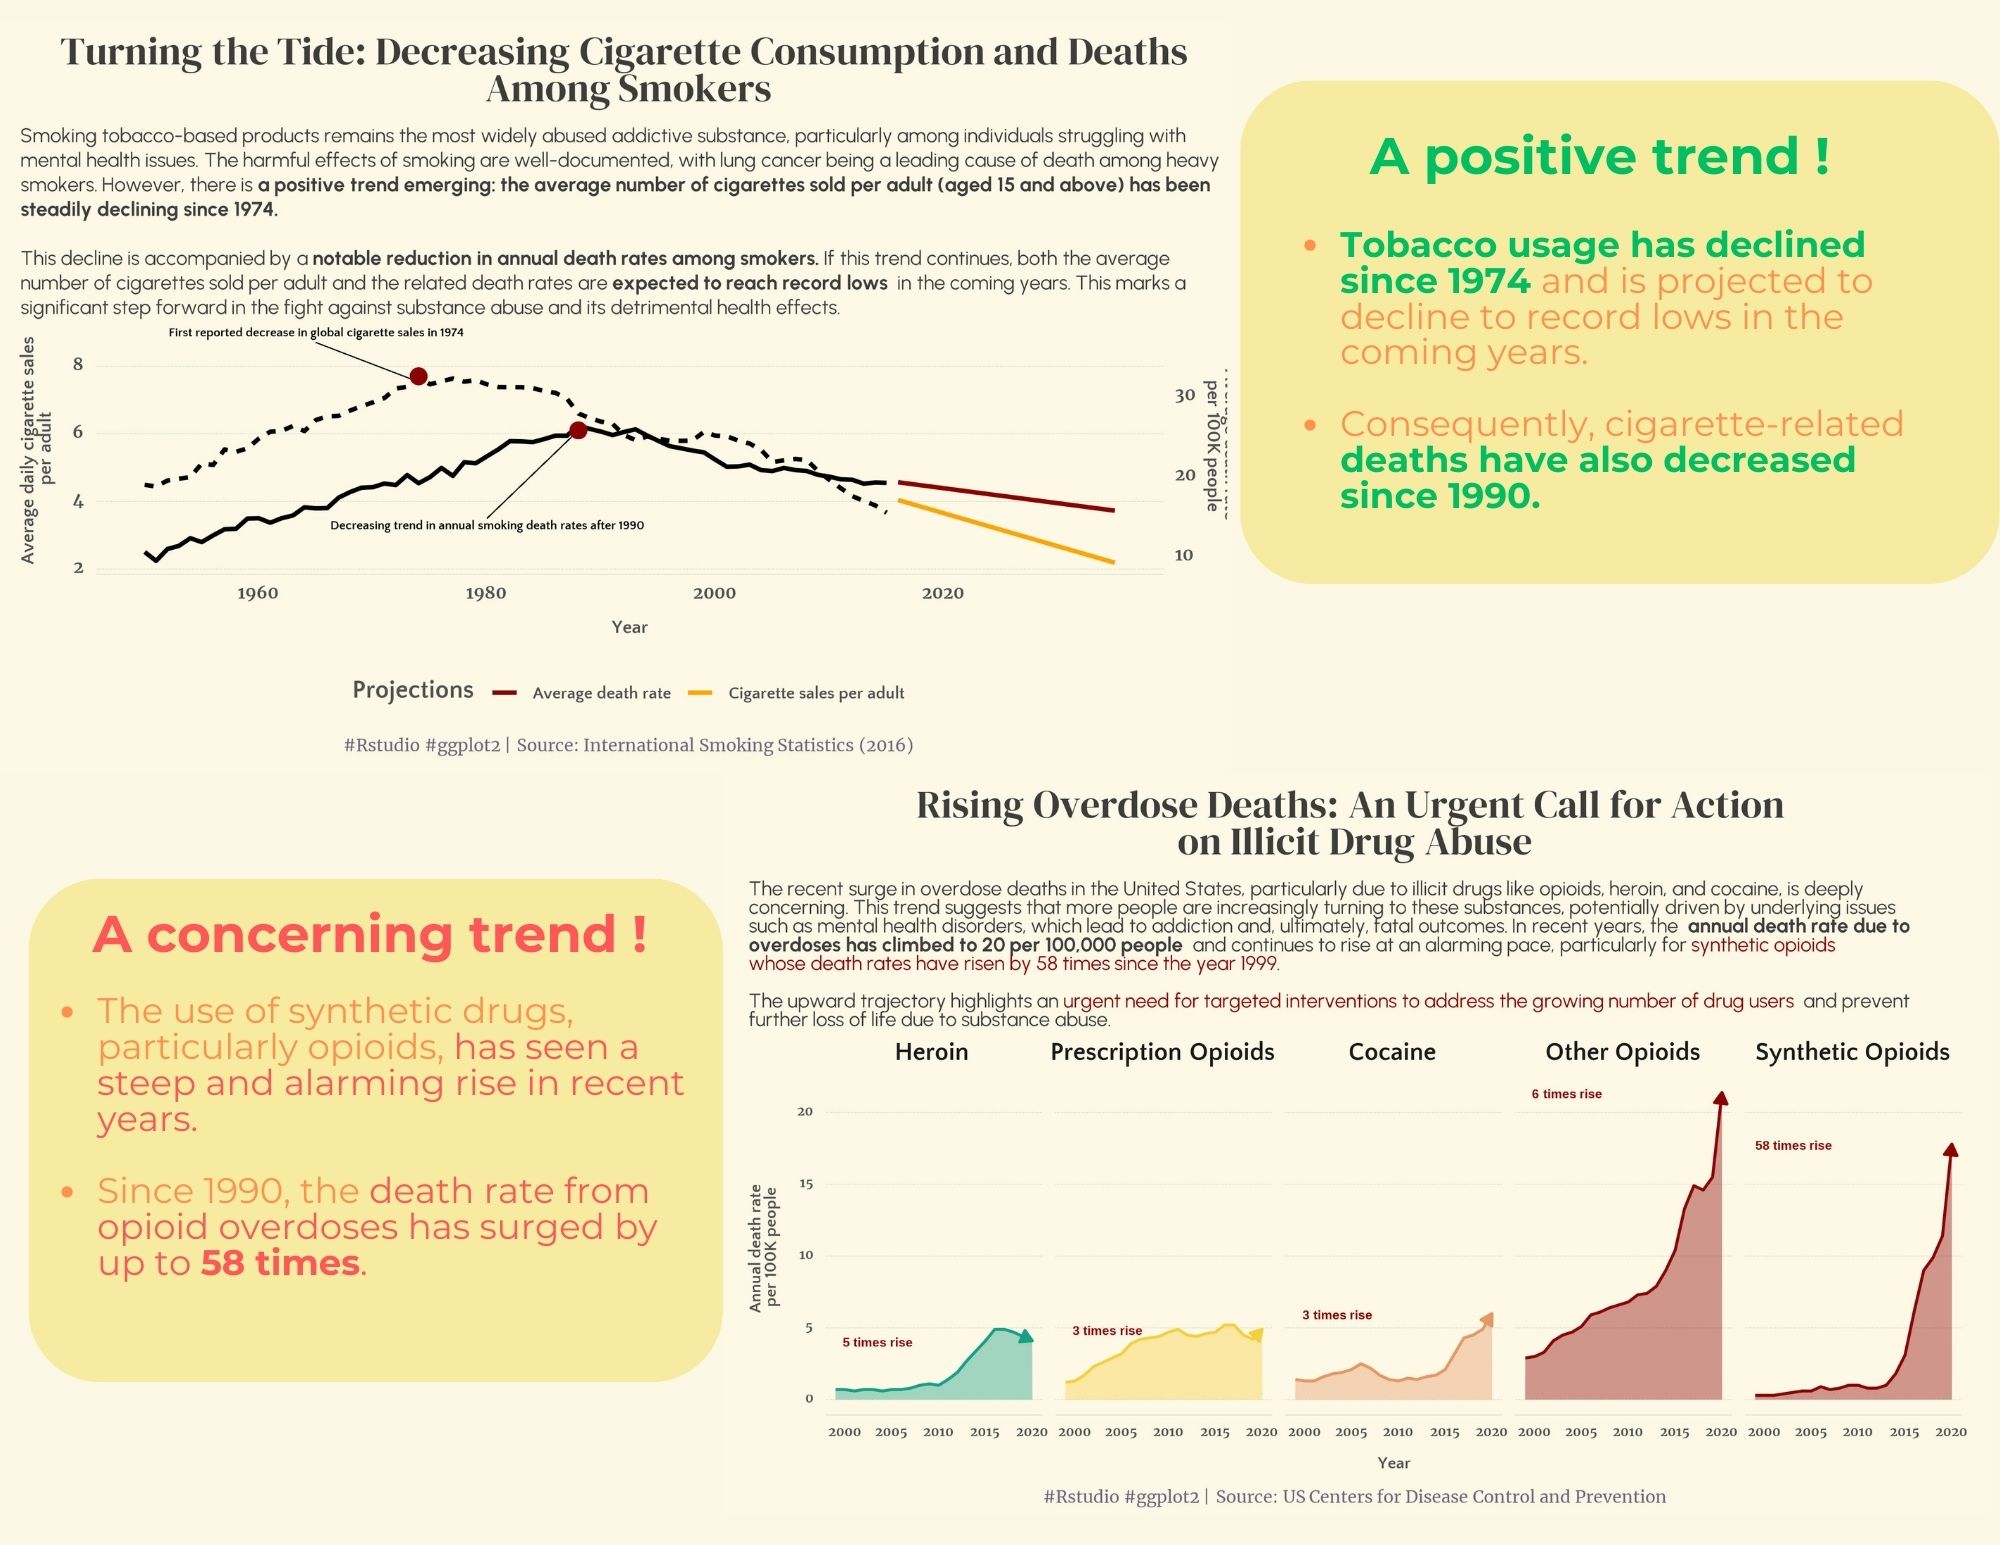 Turning the Tide: Decreasing Cigarette Consumption and Deaths
Among Smokers
Smoking tobacco-based products remains the most widely abused addictive substance, particularly among individuals struggling with
mental health issues. The harmful effects of smoking are well-documented, with lung cancer being a leading cause of death among heavy
smokers. However, there is a positive trend emerging: the average number of cigarettes sold per adult (aged 15 and above) has been
steadily declining since 1974.
This decline is accompanied by a notable reduction in annual death rates among smokers. If this trend continues, both the average
number of cigarettes sold per adult and the related death rates are expected to reach record lows in the coming years. This marks a
significant step forward in the fight against substance abuse and its detrimental health effects.
First reported decrease in global cigarette sales in 1974
Average daily cigarette sales
per adult
8
6
4
2
Decreasing trend in annual smoking death rates after 1990
30
20
10
per 100K people
1960 1980 2000 2020
Year
Projections Average death rate Cigarette sales per adult
#Rstudio #ggplot2 | Source: International Smoking Statistics (2016)
A positive trend !
• Tobacco usage has declined
since 1974 and is projected to
decline to record lows in the
coming years.
• Consequently, cigarette-related
deaths have also decreased
since 1990.
A concerning trend !
• The use of synthetic drugs,
particularly opioids, has seen a
steep and alarming rise in recent
years.
• Since 1990, the death rate from
opioid overdoses has surged by
up to 58 times.
Rising Overdose Deaths: An Urgent Call for Action
on Illicit Drug Abuse
The recent surge in overdose deaths in the United States, particularly due to illicit drugs like opioids, heroin, and cocaine, is deeply
concerning. This trend suggests that more people are increasingly turning to these substances, potentially driven by underlying issues
such as mental health disorders, which lead to addiction and, ultimately, fatal outcomes. In recent years, the annual death rate due to
overdoses has climbed to 20 per 100,000 people and continues to rise at an alarming pace, particularly for synthetic opioids
whose death rates have risen by 58 times since the year 1999.
The upward trajectory highlights an urgent need for targeted interventions to address the growing number of drug users and prevent
further loss of life due to substance abuse.
Heroin Prescription Opioids Cocaine Other Opioids Synthetic Opioids
Annual death rate
per 100K people
20
15
10
5
0
5 times rise
3 times rise
3 times rise
6 times rise
58 times rise
2000 2005 2010 2015 2020 2000 2005 2010 2015 2020 2000 2005 2010 2015 2020 2000 2005 2010 2015 2020 2000 2005 2010 2015 2020
Year
#Rstudio #ggplot2 | Source: US Centers for Disease Control and Prevention